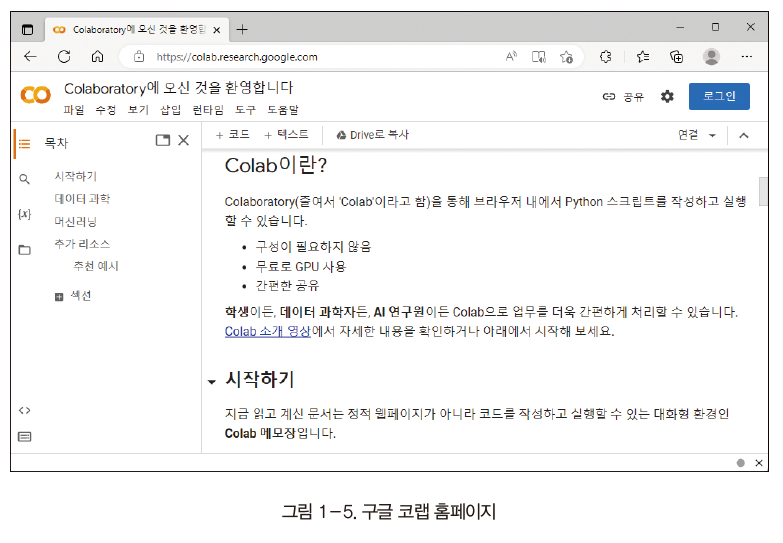 Colaboratory에 오신 것을 환영합
https://colab.research.google.com
Colaboratory에 오신 것을 환영합니다
파일 수정 보기 삽입 런타임 도구 도움말
공유
로그인
목차
+ 코드 + 텍스트
Drive로 복사
연결
시작하기
데이터 과학
머신러닝
추가 리소스
추천 예시
섹션
Colab이란?
Colaboratory(줄여서 'Colab'이라고 함)을 통해 브라우저 내에서 Python 스크립트를 작성하고 실행
할 수 있습니다.
• 구성이 필요하지 않음
• 무료로 GPU 사용
• 간편한 공유
학생이든, 데이터 과학자든, AI 연구원이든 Colab으로 업무를 더욱 간편하게 처리할 수 있습니다.
Colab 소개 영상에서 자세한 내용을 확인하거나 아래에서 시작해 보세요.
시작하기
지금 읽고 계신 문서는 정적 웹페이지가 아니라 코드를 작성하고 실행할 수 있는 대화형 환경인
Colab 메모장입니다.
그림 1-5. 구글 코랩 홈페이지